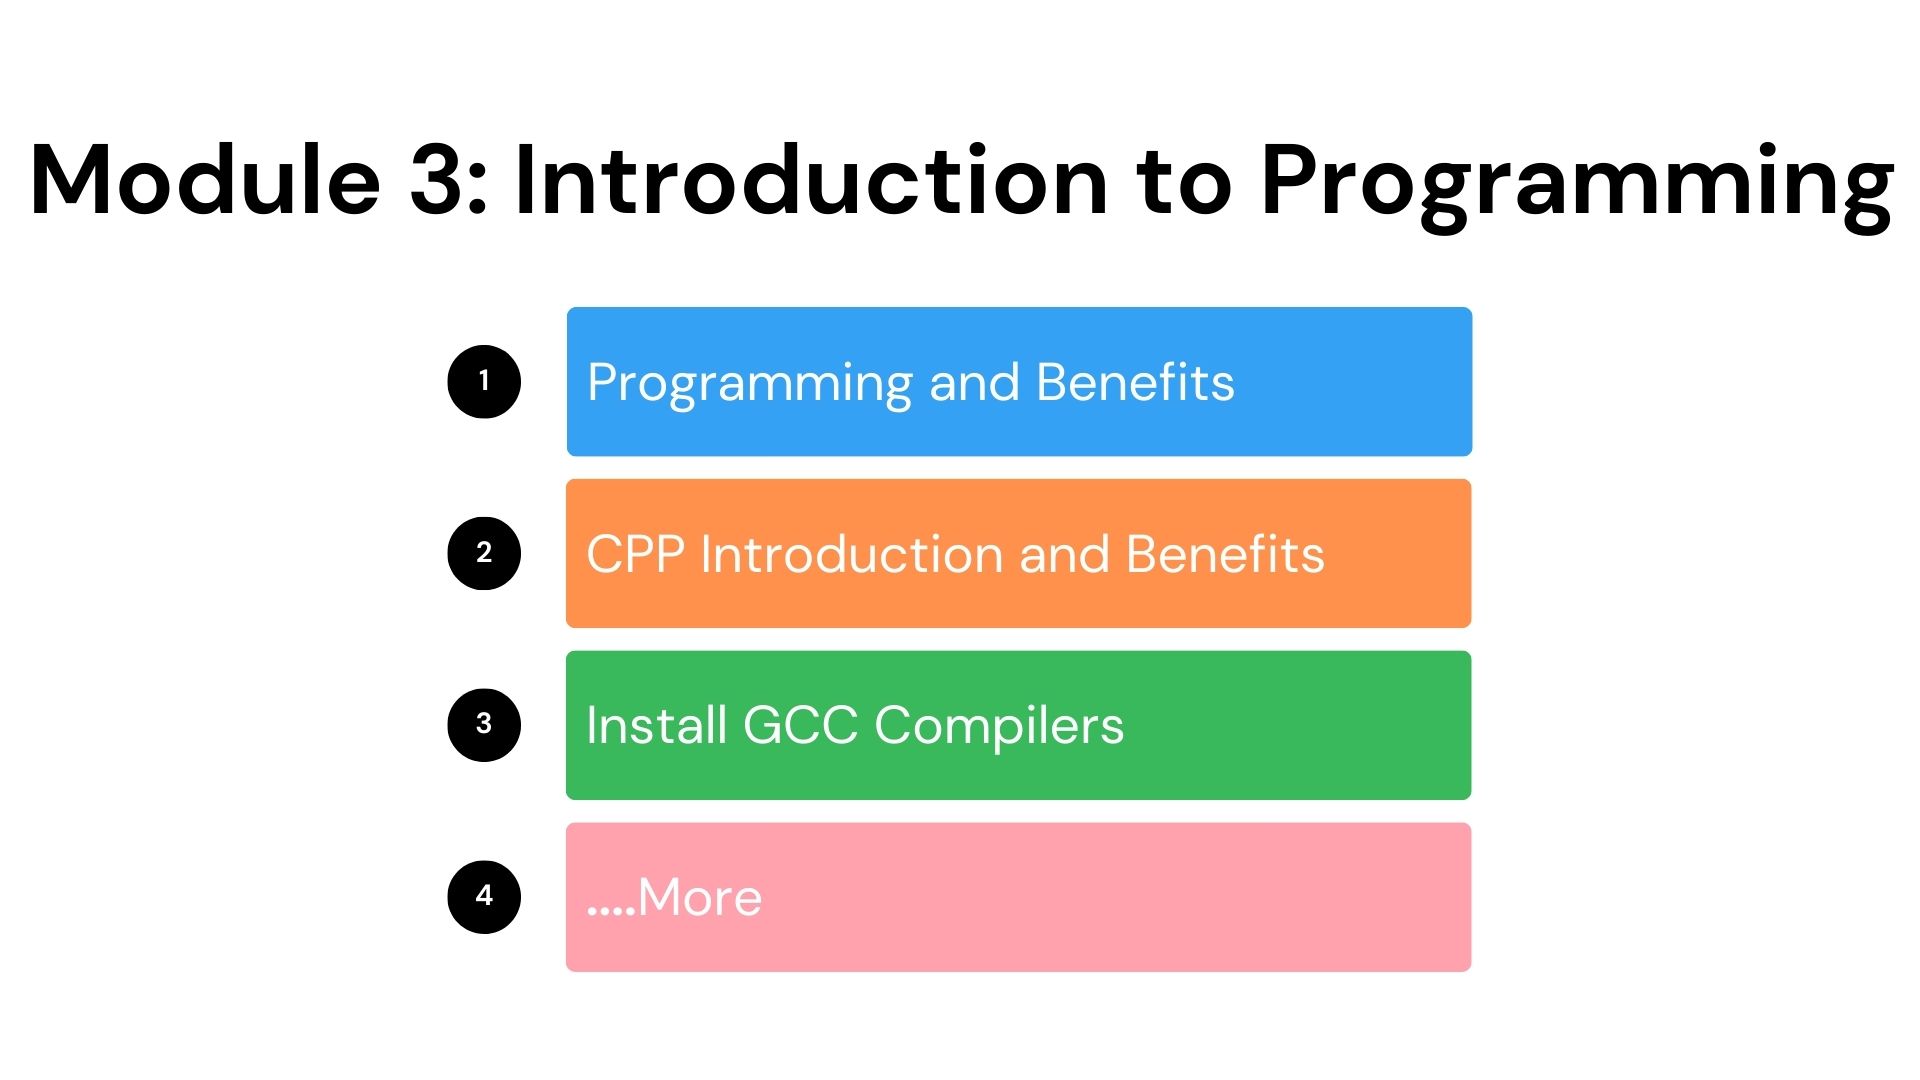 Module 3: Introduction to Programming
1 Programming and Benefits
2 CPP Introduction and Benefits
3 Install GCC Compilers
4 ....More